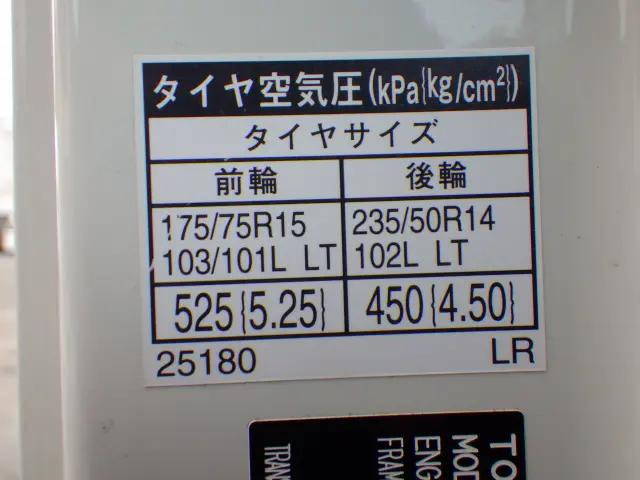 タイヤ空気圧(kPa{kg/cm²})
タイヤサイズ
前輪 後輪
175/75R15 235/50R14
103/101L LT 102L LT
525{5.25} 450{4.50}
25180 LR
TO
MOD
ENG
FRAM
TRAN